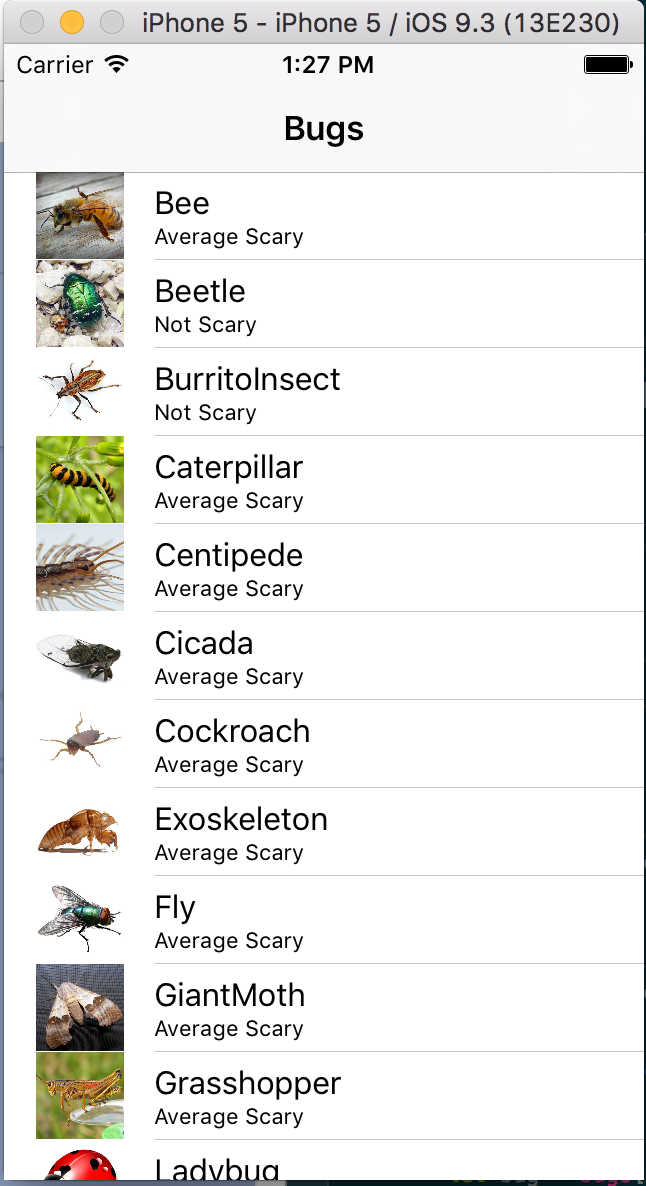 iPhone 5 - iPhone 5 / iOS 9.3 (13E230)
Carrier 1:27 PM
Bugs
Bee
Average Scary
Beetle
Not Scary
BurritoInsect
Not Scary
Caterpillar
Average Scary
Centipede
Average Scary
Cicada
Average Scary
Cockroach
Average Scary
Exoskeleton
Average Scary
Fly
Average Scary
GiantMoth
Average Scary
Grasshopper
Average Scary
Ladybug